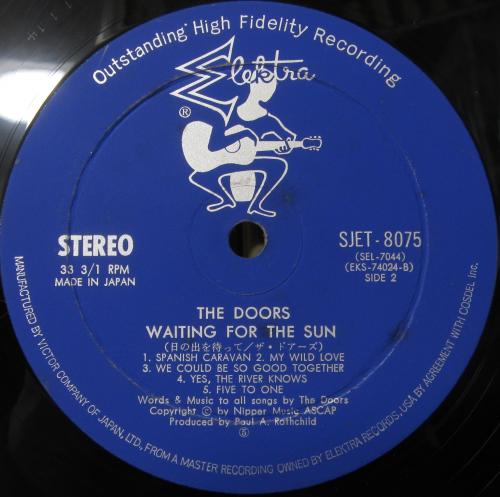 Outstanding High Fidelity Recording
Elektra
®
STEREO
33 3/1 RPM
MADE IN JAPAN
SJET-8075
(SEL-7044)
(EKS-74024-B)
SIDE 2
THE DOORS
WAITING FOR THE SUN
(日の出を待って/ザ・ドアーズ)
1. SPANISH CARAVAN 2. MY WILD LOVE
3. WE COULD BE SO GOOD TOGETHER
4. YES, THE RIVER KNOWS
5. FIVE TO ONE
Words & Music to all songs by The Doors
Copyright © by Nipper Music ASCAP
Produced by Paul A. Rothchild
Ⓢ
MANUFACTURED BY VICTOR COMPANY OF JAPAN, LTD., FROM A MASTER RECORDING OWNED BY ELEKTRA RECORDS, USA BY AGREEMENT WITH COSDEL Inc.